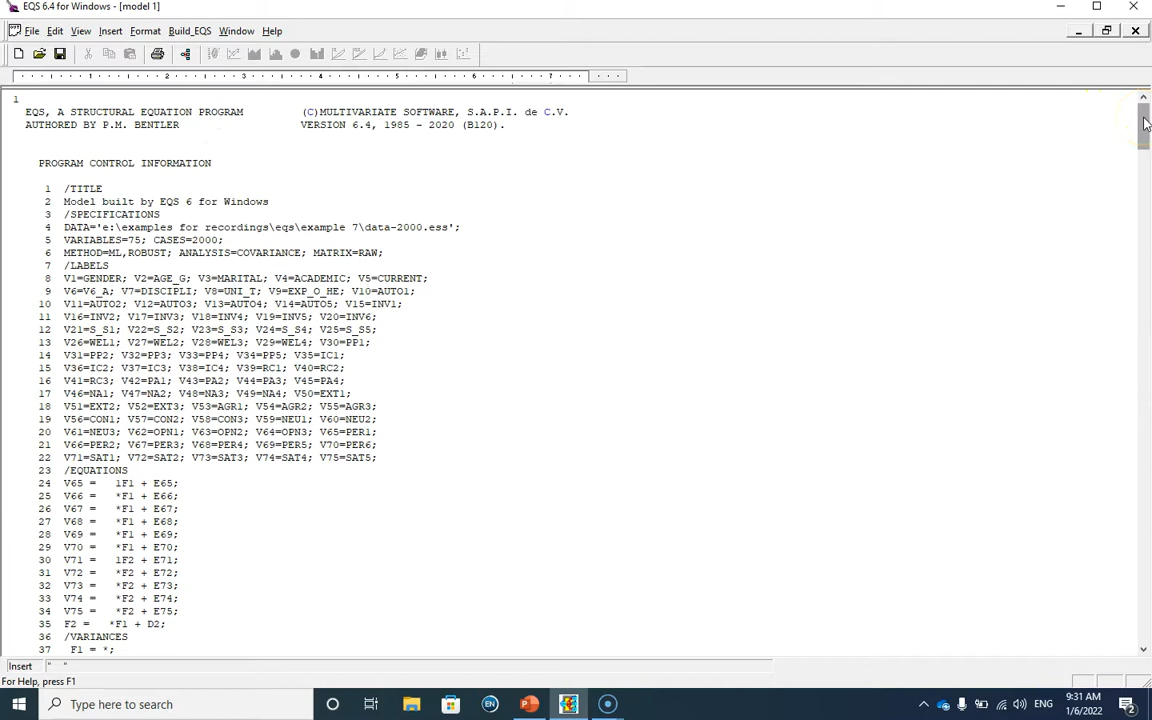 EQS 6.4 for Windows - [model 1]
File Edit View Insert Format Build_EQS Window Help
1 2 3 4 5 6 7
1
EQS, A STRUCTURAL EQUATION PROGRAM (C)MULTIVARIATE SOFTWARE, S.A.P.I. de C.V.
AUTHORED BY P.M. BENTLER VERSION 6.4, 1985 - 2020 (B120).
PROGRAM CONTROL INFORMATION
1 /TITLE
2 Model built by EQS 6 for Windows
3 /SPECIFICATIONS
4 DATA='e:\examples for recordings\eqs\example 7\data-2000.ess';
5 VARIABLES=75; CASES=2000;
6 METHOD=ML,ROBUST; ANALYSIS=COVARIANCE; MATRIX=RAW;
7 /LABELS
8 V1=GENDER; V2=AGE_G; V3=MARITAL; V4=ACADEMIC; V5=CURRENT;
9 V6=V6_A; V7=DISCIPLI; V8=UNI_T; V9=EXP_O_HE; V10=AUTO1;
10 V11=AUTO2; V12=AUTO3; V13=AUTO4; V14=AUTO5; V15=INV1;
11 V16=INV2; V17=INV3; V18=INV4; V19=INV5; V20=INV6;
12 V21=S_S1; V22=S_S2; V23=S_S3; V24=S_S4; V25=S_S5;
13 V26=WEL1; V27=WEL2; V28=WEL3; V29=WEL4; V30=PP1;
14 V31=PP2; V32=PP3; V33=PP4; V34=PP5; V35=IC1;
15 V36=IC2; V37=IC3; V38=IC4; V39=RC1; V40=RC2;
16 V41=RC3; V42=PA1; V43=PA2; V44=PA3; V45=PA4;
17 V46=NA1; V47=NA2; V48=NA3; V49=NA4; V50=EXT1;
18 V51=EXT2; V52=EXT3; V53=AGR1; V54=AGR2; V55=AGR3;
19 V56=CON1; V57=CON2; V58=CON3; V59=NEU1; V60=NEU2;
20 V61=NEU3; V62=OPN1; V63=OPN2; V64=OPN3; V65=PER1;
21 V66=PER2; V67=PER3; V68=PER4; V69=PER5; V70=PER6;
22 V71=SAT1; V72=SAT2; V73=SAT3; V74=SAT4; V75=SAT5;
23 /EQUATIONS
24 V65 = 1F1 + E65;
25 V66 = *F1 + E66;
26 V67 = *F1 + E67;
27 V68 = *F1 + E68;
28 V69 = *F1 + E69;
29 V70 = *F1 + E70;
30 V71 = 1F2 + E71;
31 V72 = *F2 + E72;
32 V73 = *F2 + E73;
33 V74 = *F2 + E74;
34 V75 = *F2 + E75;
35 F2 = *F1 + D2;
36 /VARIANCES
37 F1 = *;
Insert " "
For Help, press F1
Type here to search
EN
ENG
9:31 AM
1/6/2022
2